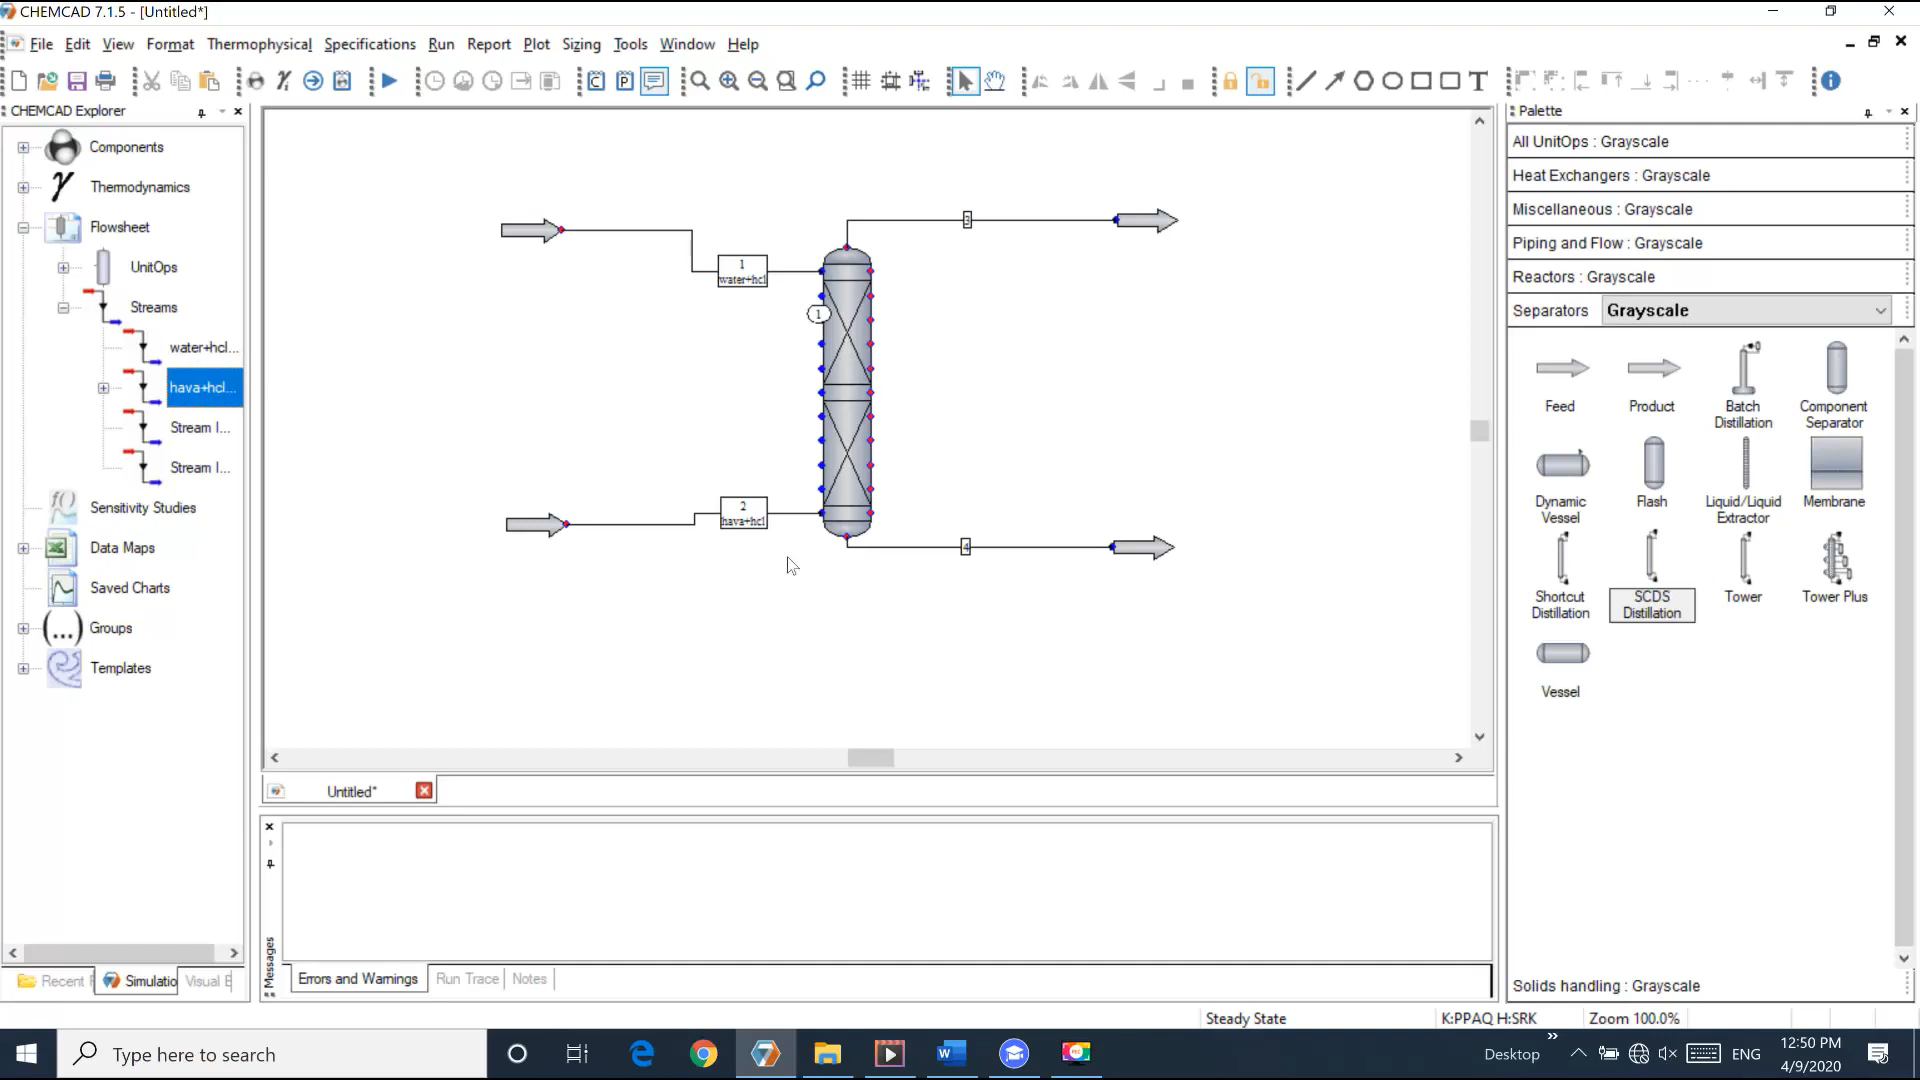 CHEMCAD 7.1.5 - [Untitled*]
File Edit View Format Thermophysical Specifications Run Report Plot Sizing Tools Window Help
CHEMCAD Explorer
Components
Thermodynamics
Flowsheet
UnitOps
Streams
water+hcl...
hava+hcl...
Stream I...
Stream I...
Sensitivity Studies
Data Maps
Saved Charts
Groups
Templates
Recent
Simulatio
Visual E
1
water+hcl
1
2
hava+hcl
3
4
Untitled*
Messages
Errors and Warnings
Run Trace
Notes
Palette
All UnitOps : Grayscale
Heat Exchangers : Grayscale
Miscellaneous : Grayscale
Piping and Flow : Grayscale
Reactors : Grayscale
Separators Grayscale
Feed
Product
Batch Distillation
Component Separator
Dynamic Vessel
Flash
Liquid/Liquid Extractor
Membrane
Shortcut Distillation
SCDS Distillation
Tower
Tower Plus
Vessel
Solids handling : Grayscale
Steady State
K:PPAQ H:SRK
Zoom 100.0%
Type here to search
Desktop
ENG
12:50 PM
4/9/2020